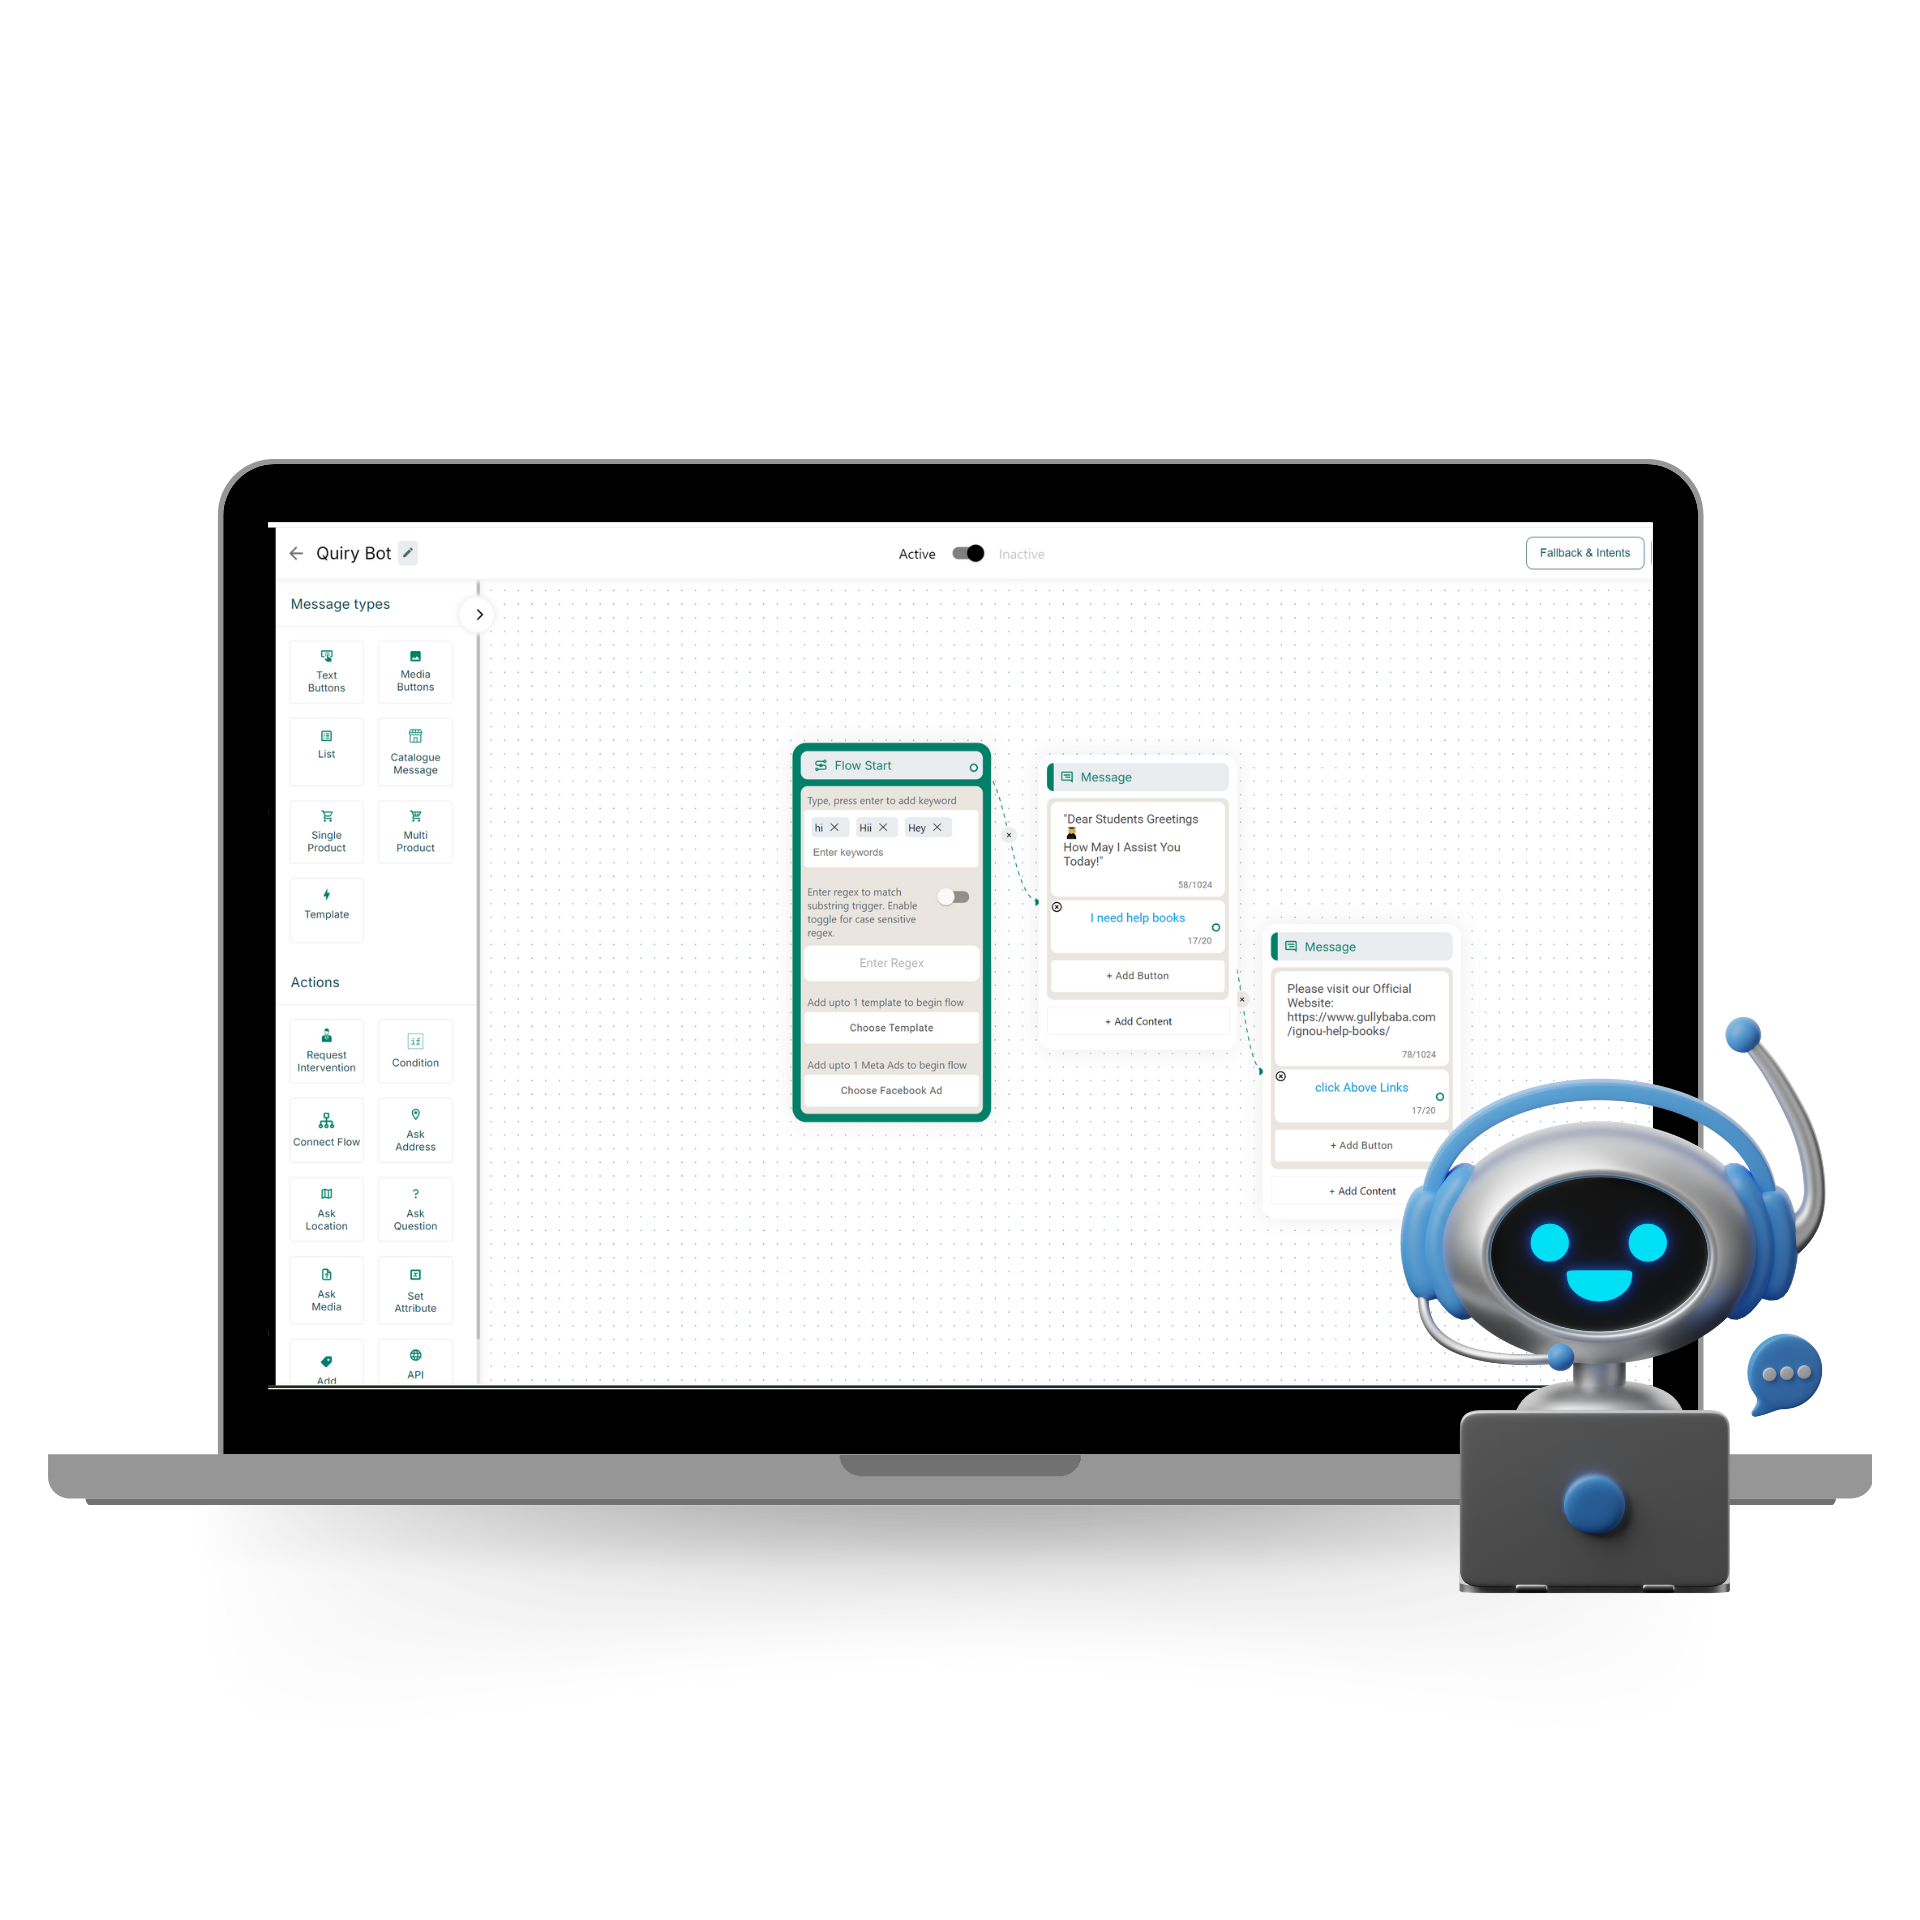 Quiry Bot
Active
Inactive
Fallback & Intents
Message types
Text
Buttons
Media
Buttons
List
Catalogue
Message
Single
Product
Multi
Product
Template
Actions
Request
Intervention
if
Condition
Connect Flow
Ask
Address
Ask
Location
?
Ask
Question
Ask
Media
Set
Attribute
Add
API
Flow Start
Type, press enter to add keyword
hi
Hii
Hey
Enter keywords
Enter regex to match
substring trigger. Enable
toggle for case sensitive
regex.
Enter Regex
Add upto 1 template to begin flow
Choose Template
Add upto 1 Meta Ads to begin flow
Choose Facebook Ad
Message
"Dear Students Greetings
How May I Assist You
Today!"
58/1024
I need help books
17/20
+ Add Button
+ Add Content
Message
Please visit our Official
Website:
https://www.gullybaba.com
/ignou-help-books/
78/1024
click Above Links
17/20
+ Add Button
+ Add Content